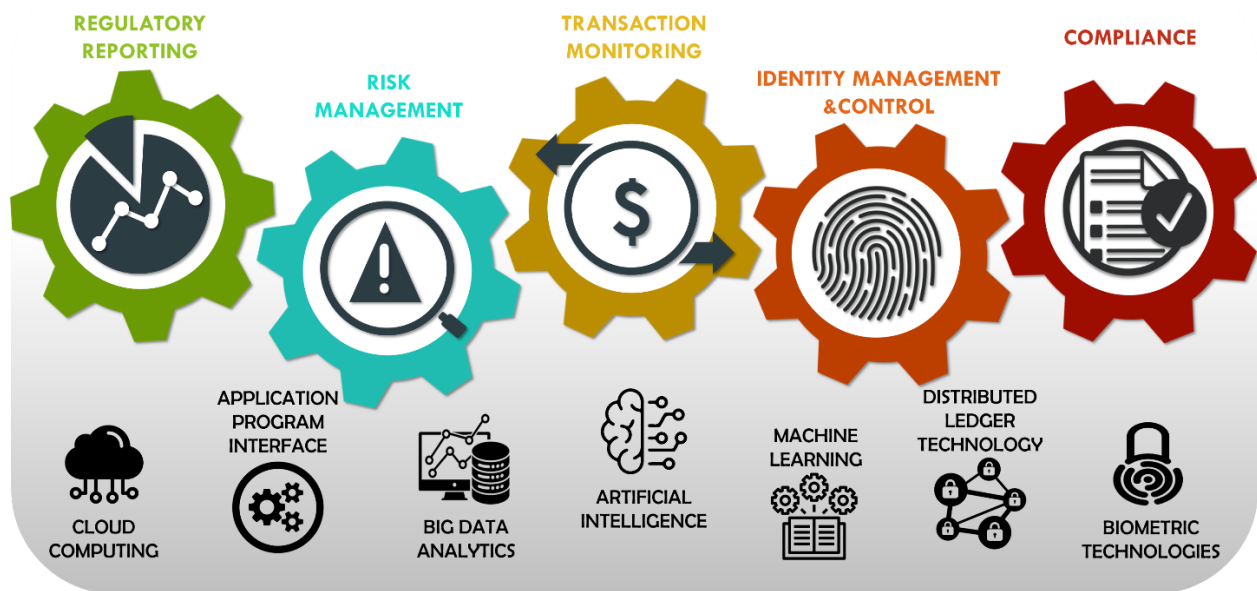 REGULATORY
REPORTING
RISK
MANAGEMENT
TRANSACTION
MONITORING
IDENTITY MANAGEMENT
&CONTROL
COMPLIANCE
$
CLOUD
COMPUTING
APPLICATION
PROGRAM
INTERFACE
BIG DATA
ANALYTICS
ARTIFICIAL
INTELLIGENCE
MACHINE
LEARNING
DISTRIBUTED
LEDGER
TECHNOLOGY
BIOMETRIC
TECHNOLOGIES